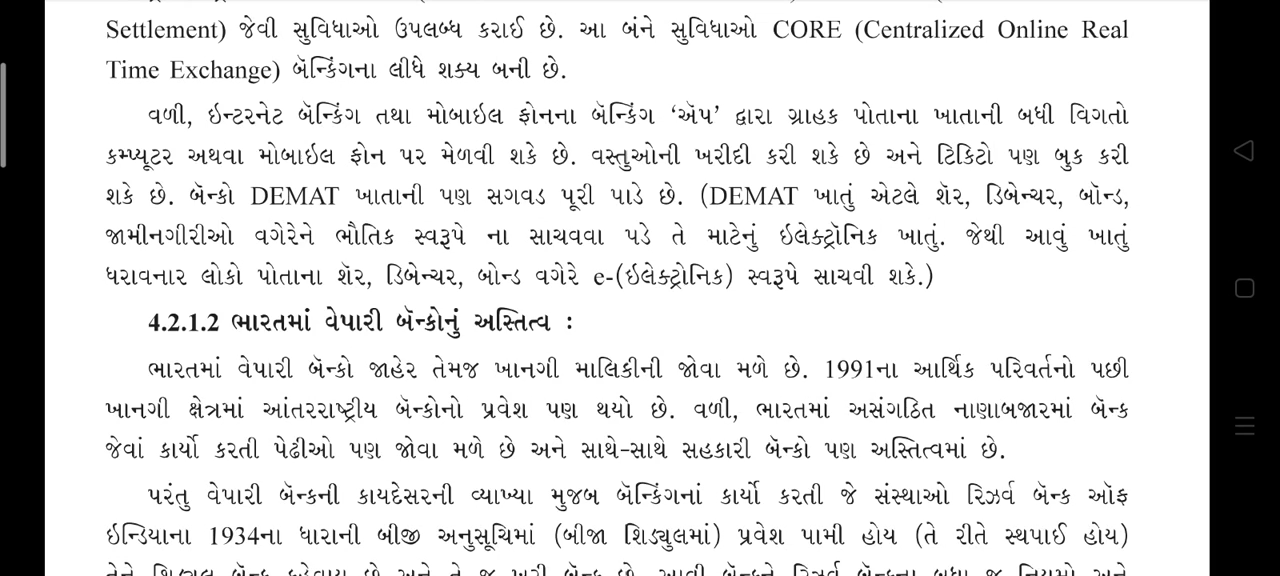 Settlement) જેવી સુવિધાઓ ઉપલબ્ધ કરાઈ છે. આ બંને સુવિધાઓ CORE (Centralized Online Real
Time Exchange) બૅન્કિંગના લીધે શક્ય બની છે.
વળી, ઇન્ટરનેટ બૅન્કિંગ તથા મોબાઇલ ફોનના બૅન્કિંગ ‘ઍપ’ દ્વારા ગ્રાહક પોતાના ખાતાની બધી વિગતો
કમ્પ્યૂટર અથવા મોબાઇલ ફોન પર મેળવી શકે છે. વસ્તુઓની ખરીદી કરી શકે છે અને ટિકિટો પણ બુક કરી
શકે છે. બૅન્કો DEMAT ખાતાની પણ સગવડ પૂરી પાડે છે. (DEMAT ખાતું એટલે શૅર, ડિબેન્ચર, બૉન્ડ,
જામીનગીરીઓ વગેરેને ભૌતિક સ્વરૂપે ના સાચવવા પડે તે માટેનું ઇલેક્ટ્રૉનિક ખાતું. જેથી આવું ખાતું
ધરાવનાર લોકો પોતાના શૅર, ડિબેન્ચર, બોન્ડ વગેરે e-(ઇલેક્ટ્રોનિક) સ્વરૂપે સાચવી શકે.)
4.2.1.2 ભારતમાં વેપારી બૅન્કોનું અસ્તિત્વ :
ભારતમાં વેપારી બૅન્કો જાહેર તેમજ ખાનગી માલિકીની જોવા મળે છે. 1991ના આર્થિક પરિવર્તનો પછી
ખાનગી ક્ષેત્રમાં આંતરરાષ્ટ્રીય બૅન્કોનો પ્રવેશ પણ થયો છે. વળી, ભારતમાં અસંગઠિત નાણાબજારમાં બૅન્ક
જેવાં કાર્યો કરતી પેઢીઓ પણ જોવા મળે છે અને સાથે-સાથે સહકારી બૅન્કો પણ અસ્તિત્વમાં છે.
પરંતુ વેપારી બૅન્કની કાયદેસરની વ્યાખ્યા મુજબ બૅન્કિંગનાં કાર્યો કરતી જે સંસ્થાઓ રિઝર્વ બૅન્ક ઑફ
ઇન્ડિયાના 1934ના ધારાની બીજી અનુસૂચિમાં (બીજા શિડ્યુલમાં) પ્રવેશ પામી હોય (તે રીતે સ્થપાઈ હોય)